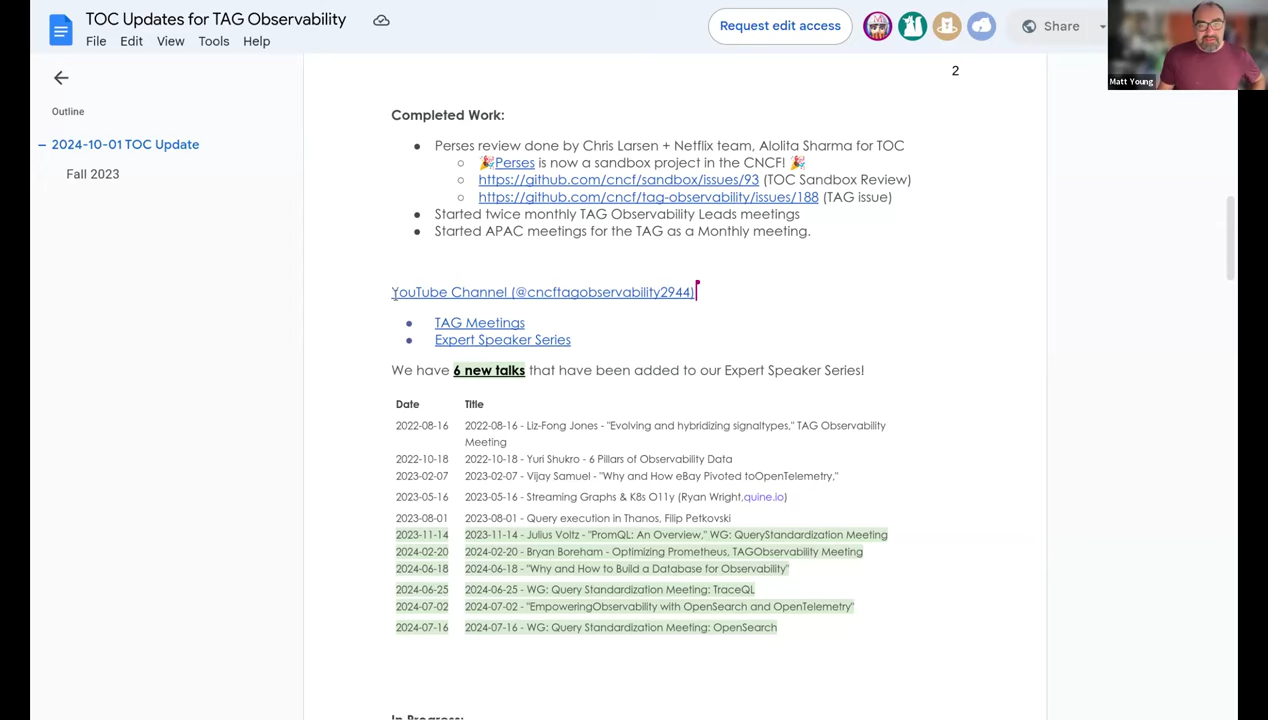 TOC Updates for TAG Observability
File Edit View Tools Help
Request edit access
Share
Matt Young
Outline
2024-10-01 TOC Update
Fall 2023
2
Completed Work:
Perses review done by Chris Larsen + Netflix team, Alolita Sharma for TOC
🎉Perses is now a sandbox project in the CNCF! 🎉
https://github.com/cncf/sandbox/issues/93 (TOC Sandbox Review)
https://github.com/cncf/tag-observability/issues/188 (TAG issue)
Started twice monthly TAG Observability Leads meetings
Started APAC meetings for the TAG as a Monthly meeting.
YouTube Channel (@cncftagobservability2944)
TAG Meetings
Expert Speaker Series
We have 6 new talks that have been added to our Expert Speaker Series!
Date Title
2022-08-16 2022-08-16 - Liz-Fong Jones - "Evolving and hybridizing signaltypes," TAG Observability
Meeting
2022-10-18 2022-10-18 - Yuri Shukro - 6 Pillars of Observability Data
2023-02-07 2023-02-07 - Vijay Samuel - "Why and How eBay Pivoted toOpenTelemetry,"
2023-05-16 2023-05-16 - Streaming Graphs & K8s O11y (Ryan Wright,quine.io)
2023-08-01 2023-08-01 - Query execution in Thanos, Filip Petkovski
2023-11-14 2023-11-14 - Julius Voltz - "PromQL: An Overview," WG: QueryStandardization Meeting
2024-02-20 2024-02-20 - Bryan Boreham - Optimizing Prometheus, TAGObservability Meeting
2024-06-18 2024-06-18 - "Why and How to Build a Database for Observability"
2024-06-25 2024-06-25 - WG: Query Standardization Meeting: TraceQL
2024-07-02 2024-07-02 - "EmpoweringObservability with OpenSearch and OpenTelemetry"
2024-07-16 2024-07-16 - WG: Query Standardization Meeting: OpenSearch
In Progress: